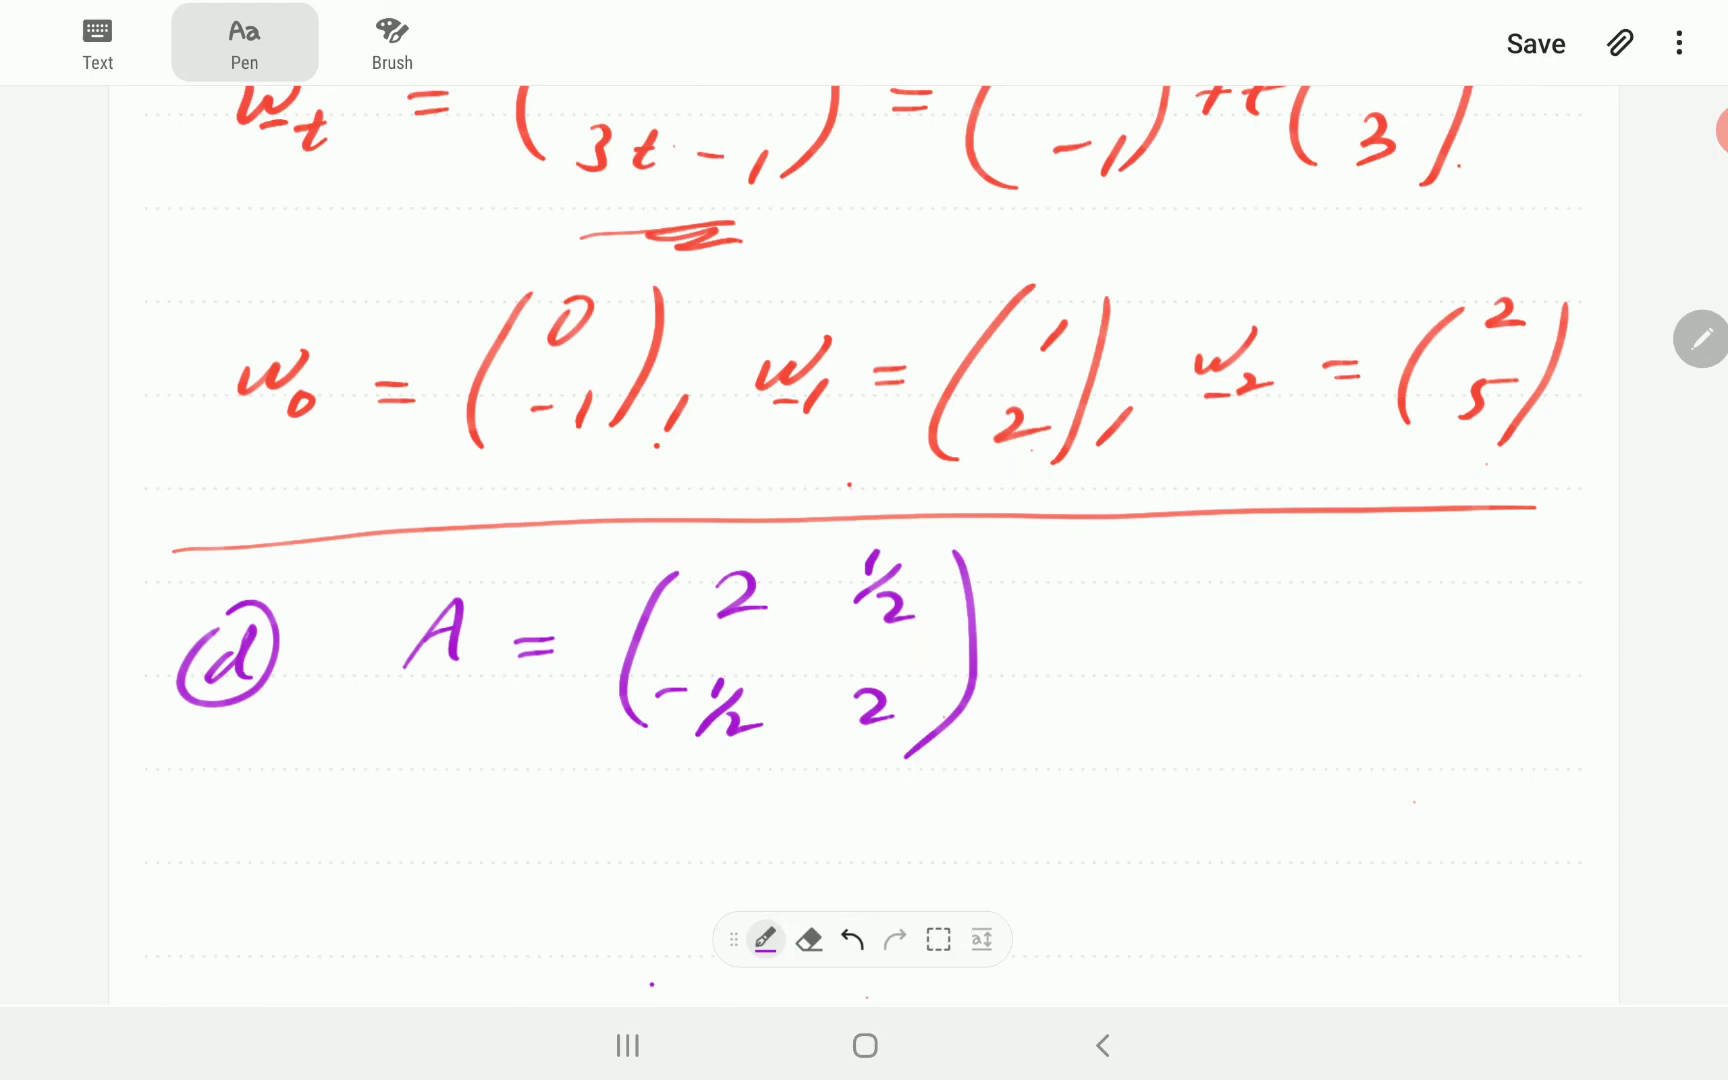 Text Pen Brush Save
w_t = ( 3t - 1 ) = ( -1 ) + t ( 3 )
w_0 = ( 0 -1 ), w_1 = ( 1 2 ), w_2 = ( 2 5 )
(d) A = ( 2 1/2
-1/2 2 )